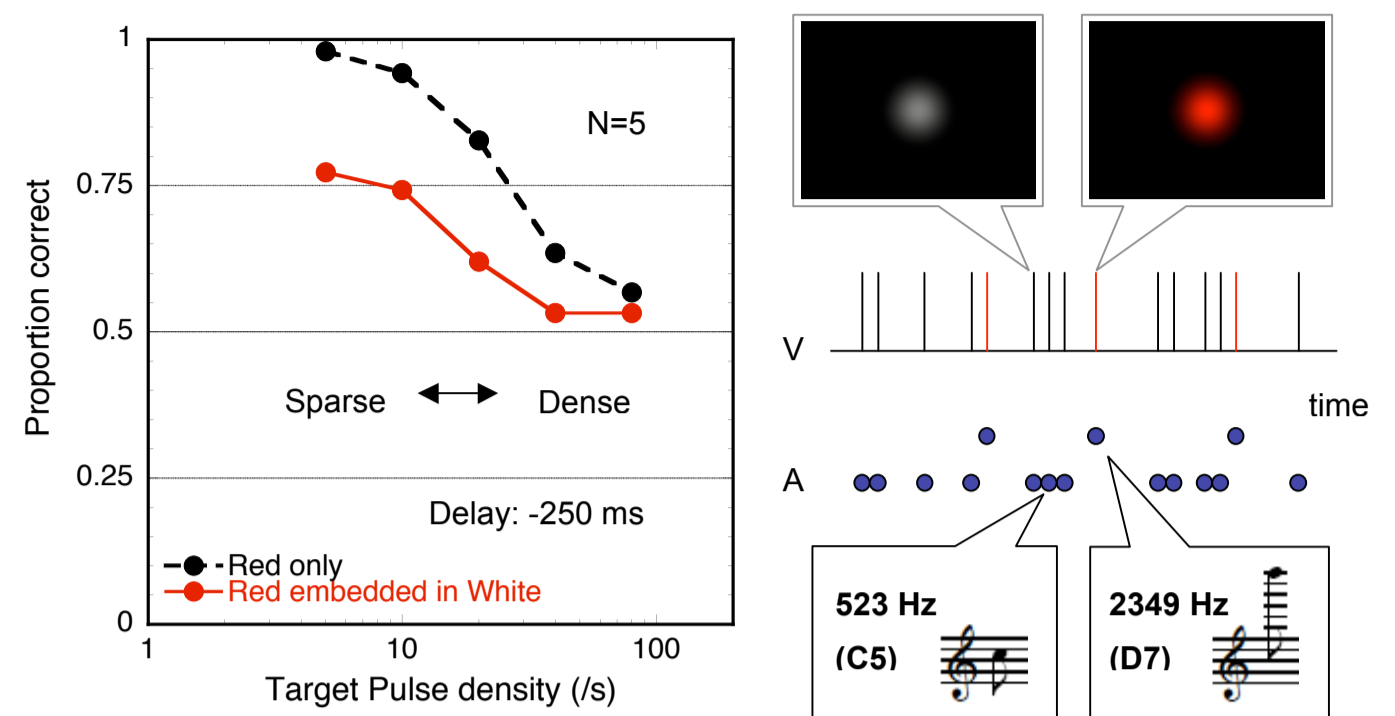 1
0.75
0.5
0.25
0
1
10
100
Proportion correct
Target Pulse density (/s)
N=5
Sparse
Dense
Delay: -250 ms
Red only
Red embedded in White
V
time
A
523 Hz
(C5)
2349 Hz
(D7)